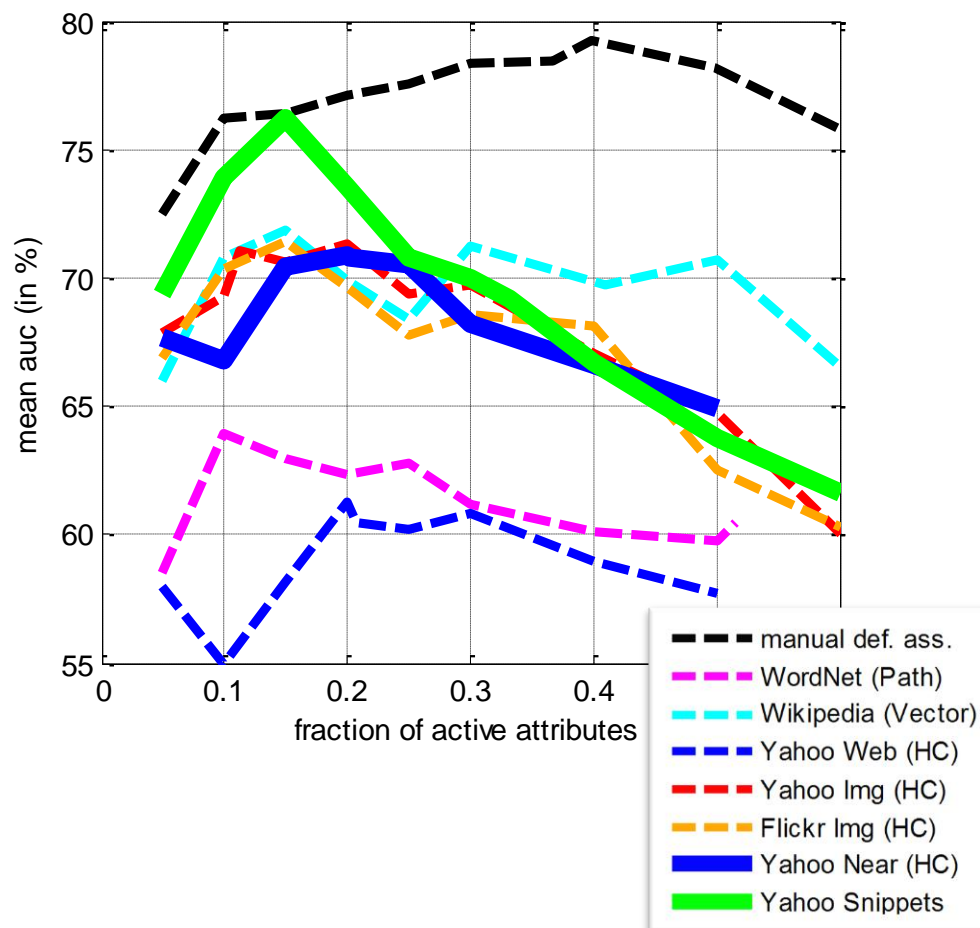 80
75
70
65
60
55
mean auc (in %)
0 0.1 0.2 0.3 0.4
fraction of active attributes
manual def. ass.
WordNet (Path)
Wikipedia (Vector)
Yahoo Web (HC)
Yahoo Img (HC)
Flickr Img (HC)
Yahoo Near (HC)
Yahoo Snippets